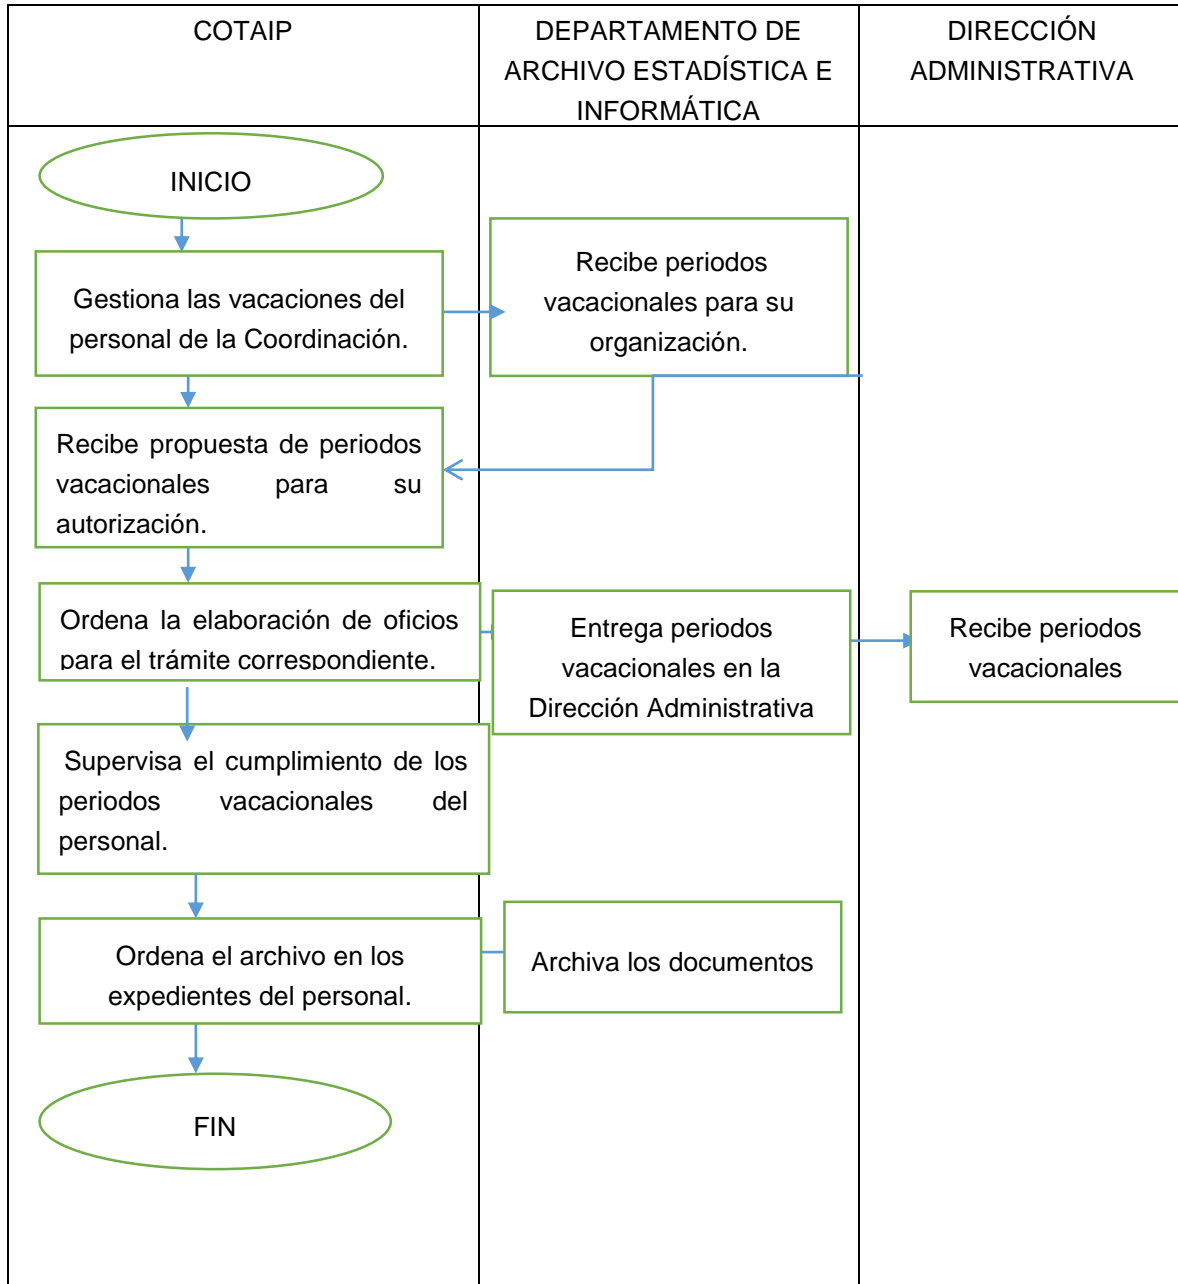 COTAIP
DEPARTAMENTO DE
ARCHIVO ESTADÍSTICA E
INFORMÁTICA
DIRECCIÓN
ADMINISTRATIVA
INICIO
Gestiona las vacaciones del
personal de la Coordinación.
Recibe periodos
vacacionales para su
organización.
Recibe propuesta de periodos
vacacionales para su
autorización.
Ordena la elaboración de oficios
para el trámite correspondiente.
Entrega periodos
vacacionales en la
Dirección Administrativa
Recibe periodos
vacacionales
Supervisa el cumplimiento de los
periodos vacacionales del
personal.
Ordena el archivo en los
expedientes del personal.
Archiva los documentos
FIN